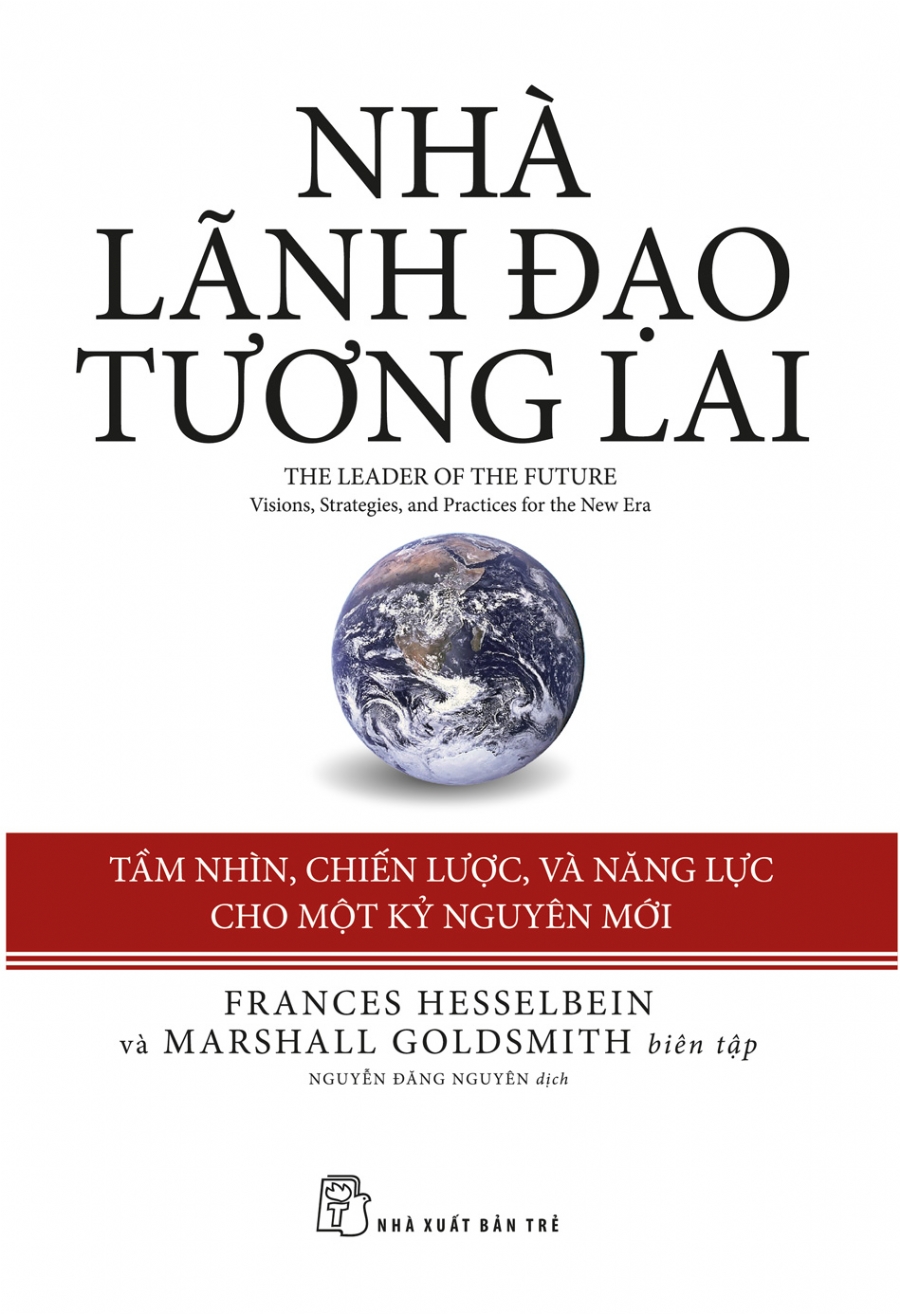 NHÀ
LÃNH ĐẠO
TƯƠNG LAI
THE LEADER OF THE FUTURE
Visions, Strategies, and Practices for the New Era
TẦM NHÌN, CHIẾN LƯỢC, VÀ NĂNG LỰC
CHO MỘT KỶ NGUYÊN MỚI
FRANCES HESSELBEIN
và MARSHALL GOLDSMITH biên tập
NGUYỄN ĐĂNG NGUYÊN dịch
T
NHÀ XUẤT BẢN TRẺ